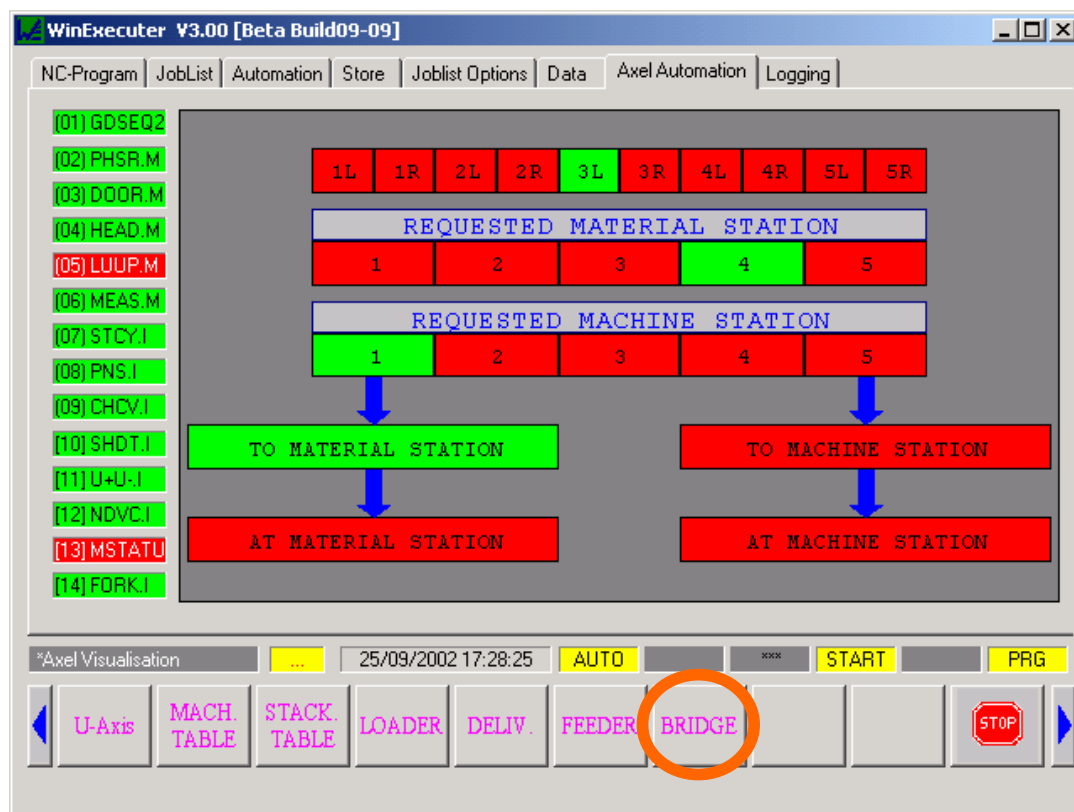 WinExecuter V3.00 [Beta Build09-09]
NC-Program JobList Automation Store Joblist Options Data Axel Automation Logging
(01) GDSEQ2
(02) PHSR.M
(03) DOOR.M
(04) HEAD.M
(05) LUUP.M
(06) MEAS.M
(07) STCY.I
(08) PNS.I
(09) CHCV.I
[10] SHDT.I
[11] U+U-.I
[12] NDVC.I
[13] MSTATU
[14] FORK.I
1L 1R 2L 2R 3L 3R 4L 4R 5L 5R
REQUESTED MATERIAL STATION
1 2 3 4 5
REQUESTED MACHINE STATION
1 2 3 4 5
TO MATERIAL STATION TO MACHINE STATION
AT MATERIAL STATION AT MACHINE STATION
*Axel Visualisation ... 25/09/2002 17:28:25 AUTO *** START PRG
U-Axis MACH. TABLE STACK. TABLE LOADER DELIV. FEEDER BRIDGE STOP